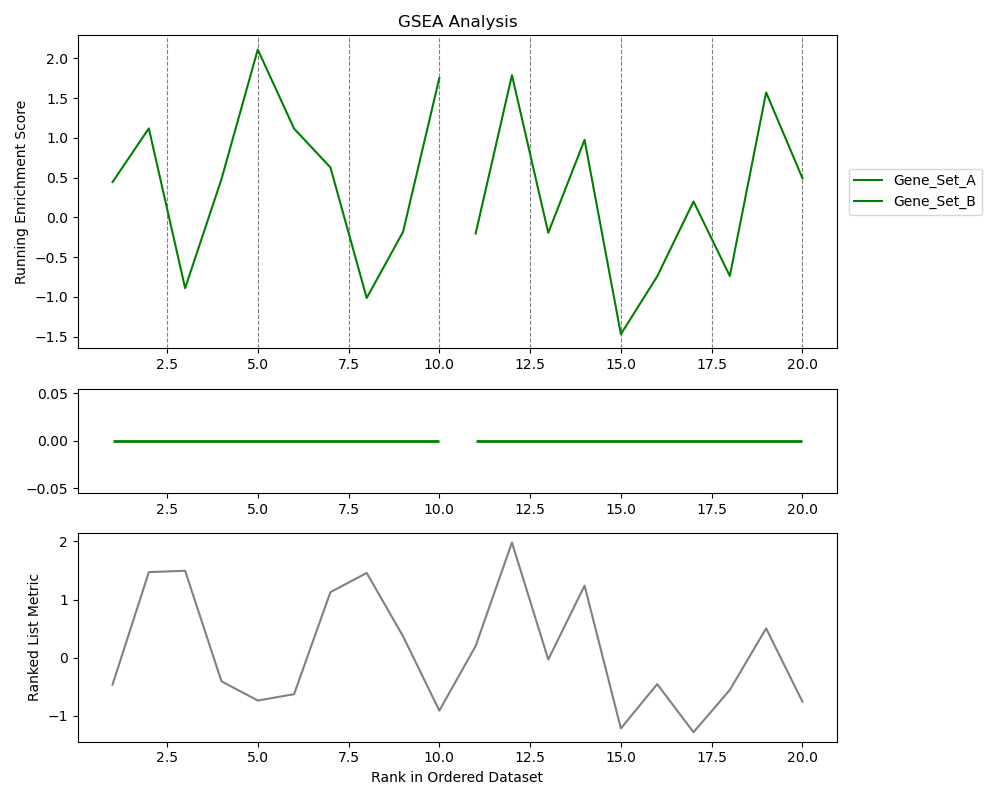 GSEA Analysis
Running Enrichment Score
2.0
1.5
1.0
0.5
0.0
−0.5
−1.0
−1.5
2.5 5.0 7.5 10.0 12.5 15.0 17.5 20.0
Gene_Set_A
Gene_Set_B
0.05
0.00
−0.05
2.5 5.0 7.5 10.0 12.5 15.0 17.5 20.0
Ranked List Metric
2
1
0
−1
2.5 5.0 7.5 10.0 12.5 15.0 17.5 20.0
Rank in Ordered Dataset